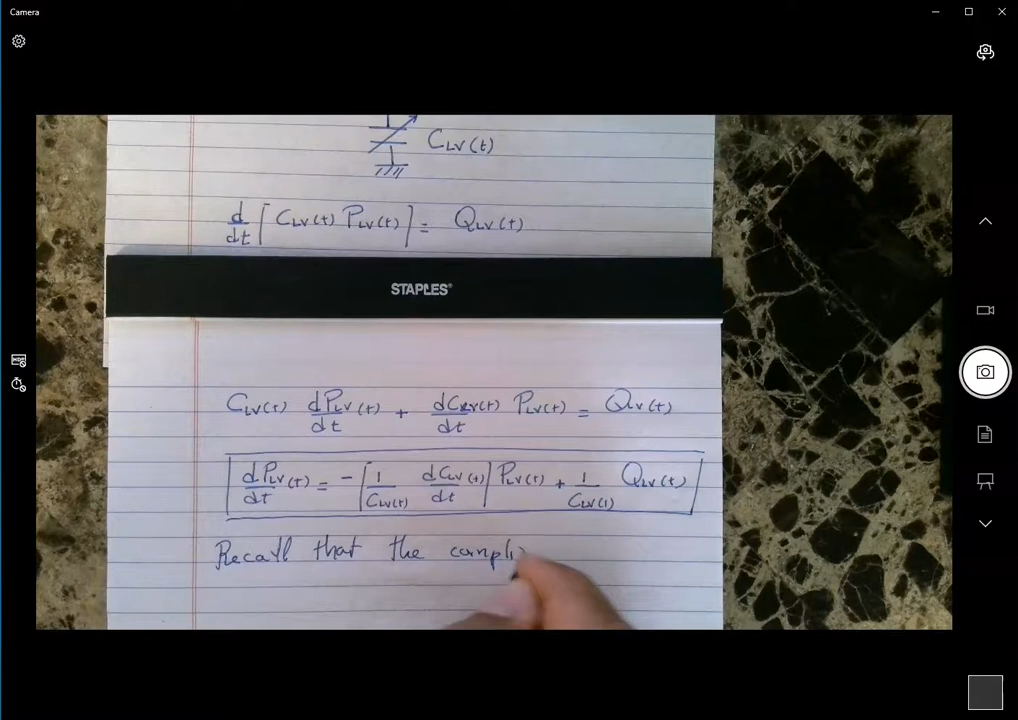 Camera
C_LV(t)
d/dt [ C_LV(t) P_LV(t) ] = Q_LV(t)
STAPLES®
C_LV(t) dP_LV(t)/dt + dC_LV(t)/dt P_LV(t) = Q_LV(t)
dP_LV(t)/dt = - [ 1/C_LV(t) dC_LV(t)/dt ] P_LV(t) + 1/C_LV(t) Q_LV(t)
Recall that the compli